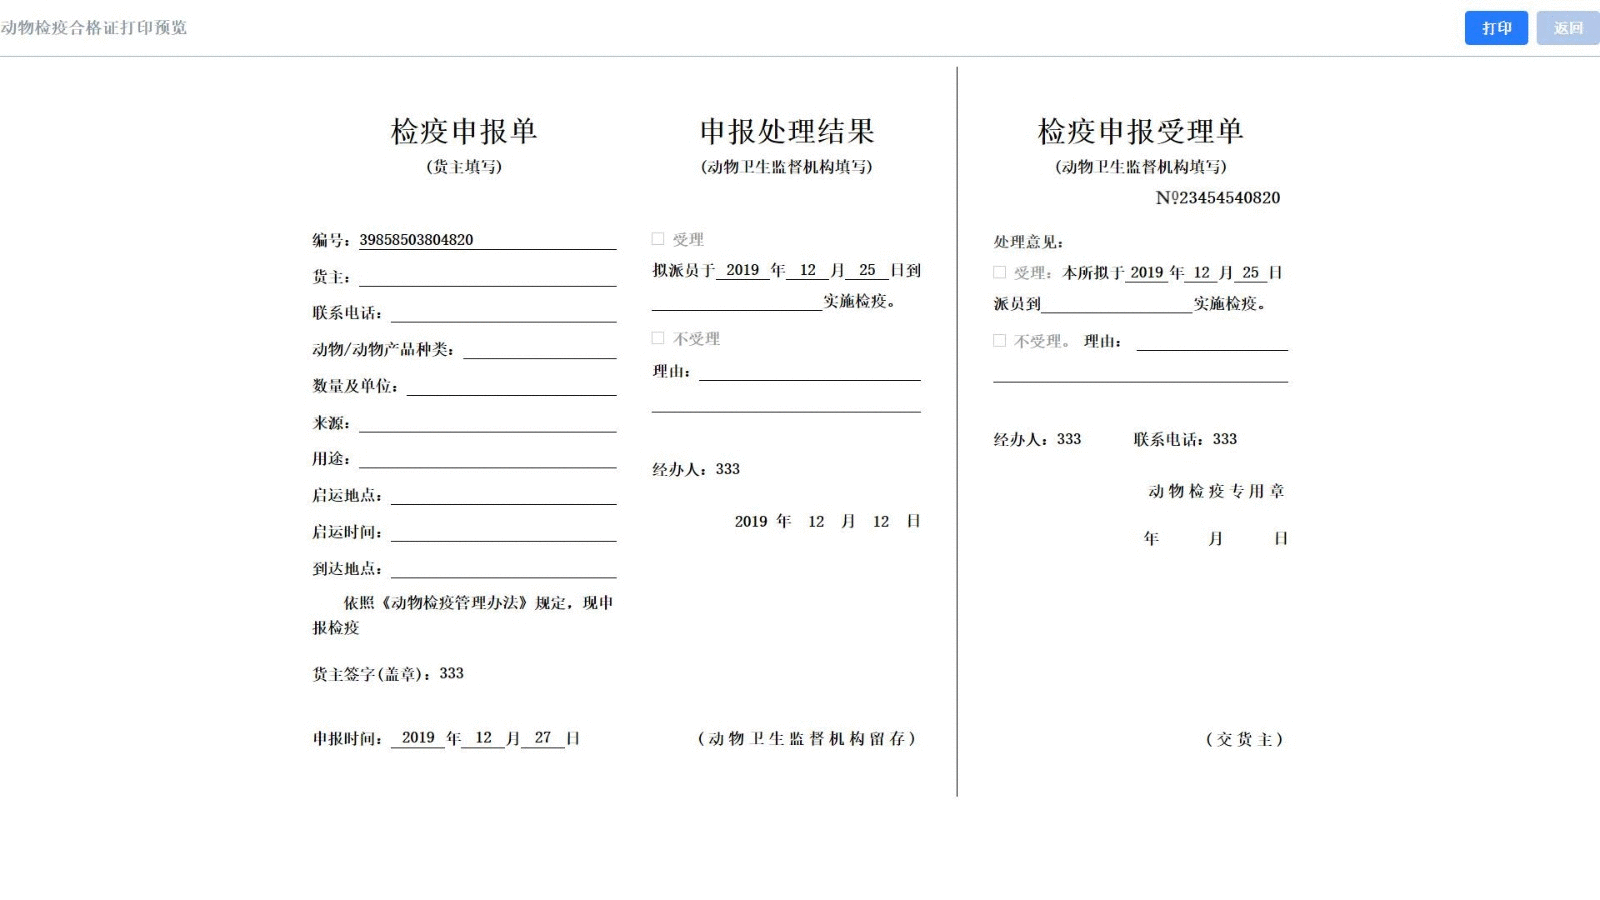 动物检疫合格证打印预览
打印
返回
检疫申报单
(货主填写)
编号：39858503804820
货主：
联系电话：
动物/动物产品种类：
数量及单位：
来源：
用途：
启运地点：
启运时间：
到达地点：
依照《动物检疫管理办法》规定，现申
报检疫
货主签字(盖章)：333
申报时间： 2019 年 12 月 27 日
申报处理结果
(动物卫生监督机构填写)
受理
拟派员于 2019 年 12 月 25 日到
实施检疫。
不受理
理由：
经办人：333
2019 年 12 月 12 日
(动物卫生监督机构留存)
检疫申报受理单
(动物卫生监督机构填写)
№23454540820
处理意见：
受理：本所拟于 2019 年 12 月 25 日
派员到 实施检疫。
不受理。 理由：
经办人：333 联系电话：333
动物检疫专用章
年 月 日
(交货主)